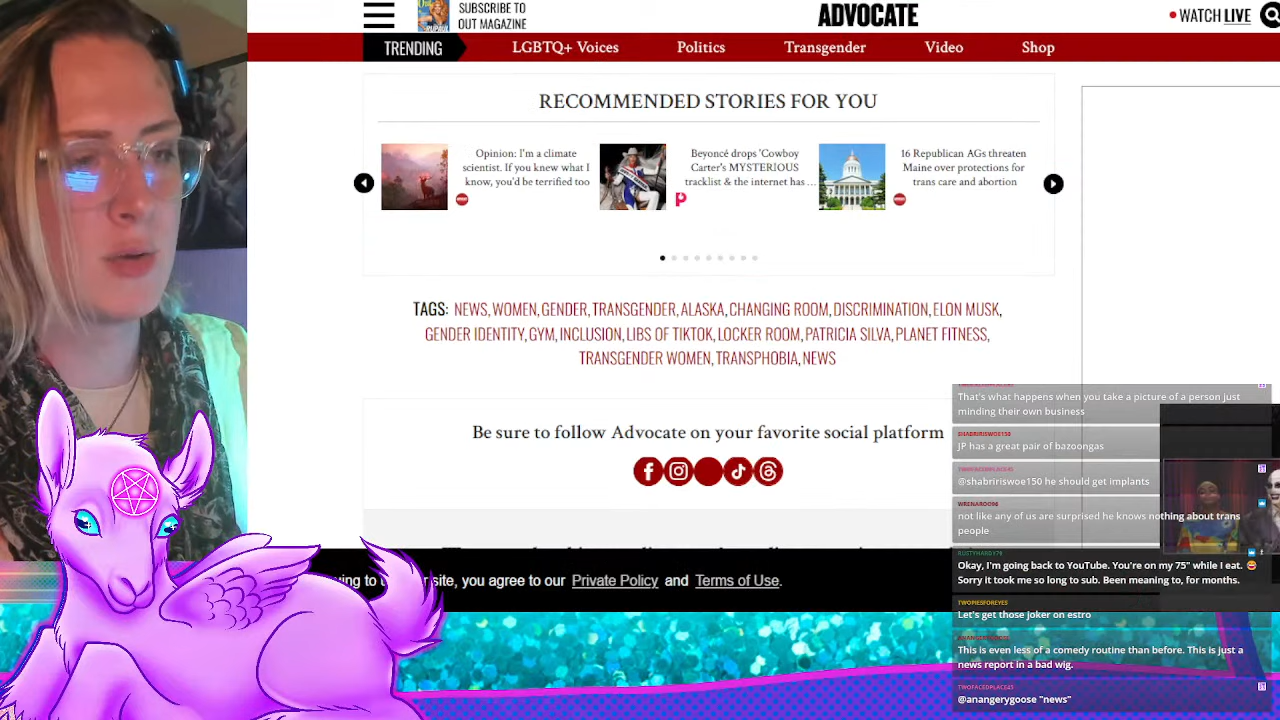 SUBSCRIBE TO
OUT MAGAZINE
ADVOCATE
WATCH LIVE
TRENDING
LGBTQ+ Voices
Politics
Transgender
Video
Shop
RECOMMENDED STORIES FOR YOU
Opinion: I'm a climate
scientist. If you knew what I
know, you'd be terrified too
Beyoncé drops 'Cowboy
Carter's MYSTERIOUS
tracklist & the internet has ...
16 Republican AGs threaten
Maine over protections for
trans care and abortion
TAGS: NEWS, WOMEN, GENDER, TRANSGENDER, ALASKA, CHANGING ROOM, DISCRIMINATION, ELON MUSK,
GENDER IDENTITY, GYM, INCLUSION, LIBS OF TIKTOK, LOCKER ROOM, PATRICIA SILVA, PLANET FITNESS,
TRANSGENDER WOMEN, TRANSPHOBIA, NEWS
Be sure to follow Advocate on your favorite social platform
site, you agree to our Private Policy and Terms of Use.
That's what happens when you take a picture of a person just
minding their own business
SHABRIRISWOE150
JP has a great pair of bazoongas
@shabririswoe150 he should get implants
WRENAROO96
not like any of us are surprised he knows nothing about trans
people
RUSTYHARDY79
Okay, I'm going back to YouTube. You're on my 75" while I eat.
Sorry it took me so long to sub. Been meaning to, for months.
TWOPIESFOREYES
Let's get those joker on estro
ANANGERYGOOSE
This is even less of a comedy routine than before. This is just a
news report in a bad wig.
TWOFACEDPLACE43
@anangerygoose "news"